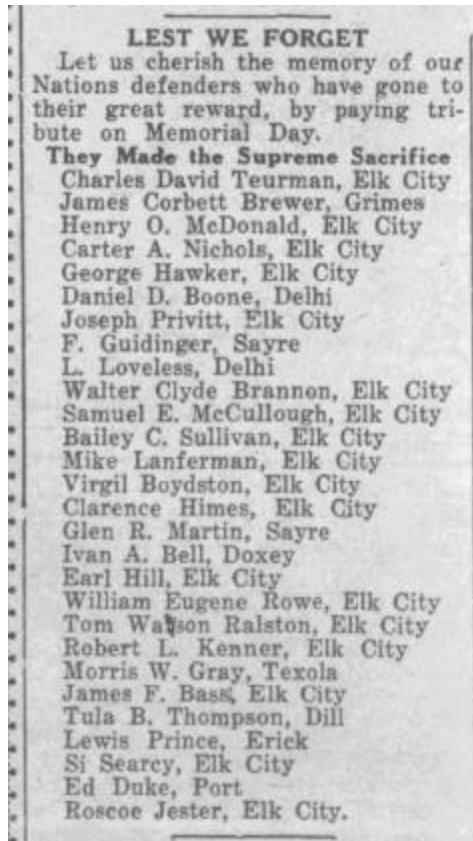 LEST WE FORGET
Let us cherish the memory of our
Nations defenders who have gone to
their great reward, by paying tri-
bute on Memorial Day.
They Made the Supreme Sacrifice
Charles David Teurman, Elk City
James Corbett Brewer, Grimes
Henry O. McDonald, Elk City
Carter A. Nichols, Elk City
George Hawker, Elk City
Daniel D. Boone, Delhi
Joseph Privitt, Elk City
F. Guidinger, Sayre
L. Loveless, Delhi
Walter Clyde Brannon, Elk City
Samuel E. McCullough, Elk City
Bailey C. Sullivan, Elk City
Mike Lanferman, Elk City
Virgil Boydston, Elk City
Clarence Himes, Elk City
Glen R. Martin, Sayre
Ivan A. Bell, Doxey
Earl Hill, Elk City
William Eugene Rowe, Elk City
Tom Watson Ralston, Elk City
Robert L. Kenner, Elk City
Morris W. Gray, Texola
James F. Bass, Elk City
Tula B. Thompson, Dill
Lewis Prince, Erick
Si Searcy, Elk City
Ed Duke, Port
Roscoe Jester, Elk City.